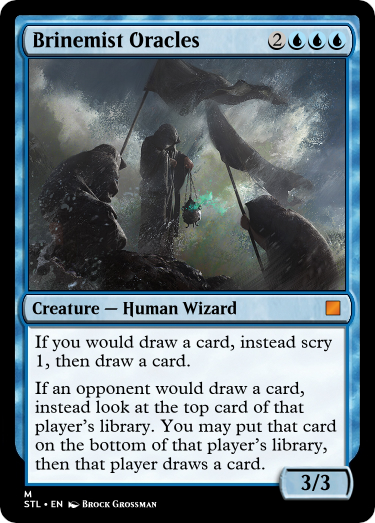 Brinemist Oracles 2
Creature — Human Wizard
If you would draw a card, instead scry
1, then draw a card.
If an opponent would draw a card,
instead look at the top card of that
player's library. You may put that card
on the bottom of that player's library,
then that player draws a card.
3/3
M
STL • EN Brock Grossman